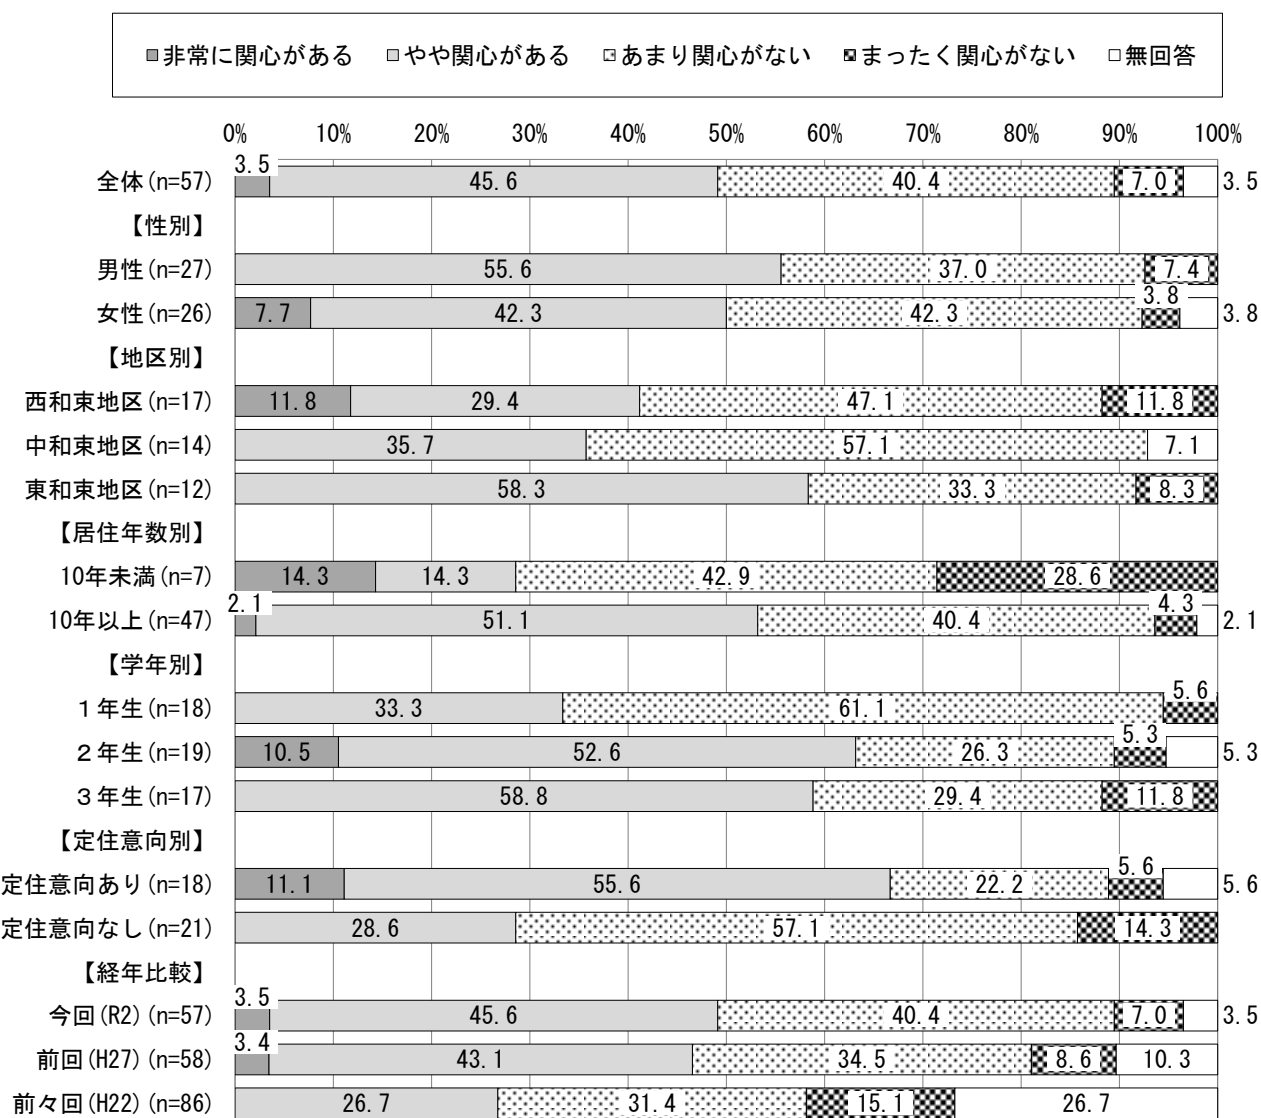 非常に関心がある やや関心がある あまり関心がない まったく関心がない 無回答
0% 10% 20% 30% 40% 50% 60% 70% 80% 90% 100%
全体(n=57) 3.5 45.6 40.4 7.0 3.5
【性別】
男性(n=27) 55.6 37.0 7.4
女性(n=26) 7.7 42.3 42.3 3.8 3.8
【地区別】
西和束地区(n=17) 11.8 29.4 47.1 11.8
中和束地区(n=14) 35.7 57.1 7.1
東和束地区(n=12) 58.3 33.3 8.3
【居住年数別】
10年未満(n=7) 14.3 14.3 42.9 28.6
10年以上(n=47) 2.1 51.1 40.4 4.3 2.1
【学年別】
1年生(n=18) 33.3 61.1 5.6
2年生(n=19) 10.5 52.6 26.3 5.3 5.3
3年生(n=17) 58.8 29.4 11.8
【定住意向別】
定住意向あり(n=18) 11.1 55.6 22.2 5.6 5.6
定住意向なし(n=21) 28.6 57.1 14.3
【経年比較】
今回(R2)(n=57) 3.5 45.6 40.4 7.0 3.5
前回(H27)(n=58) 3.4 43.1 34.5 8.6 10.3
前々回(H22)(n=86) 26.7 31.4 15.1 26.7